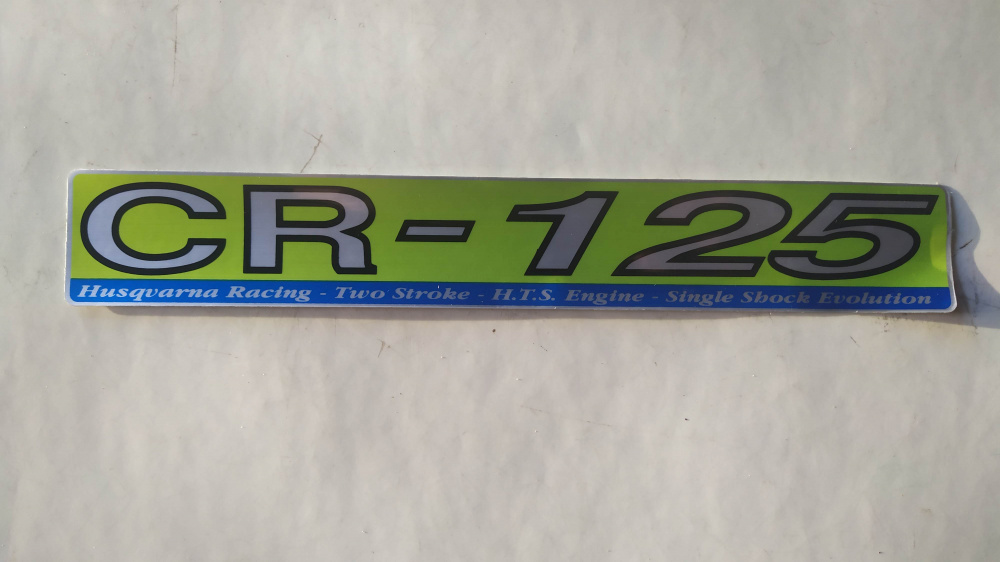 CR-125
Husqvarna Racing - Two Stroke - H.T.S. Engine - Single Shock Evolution